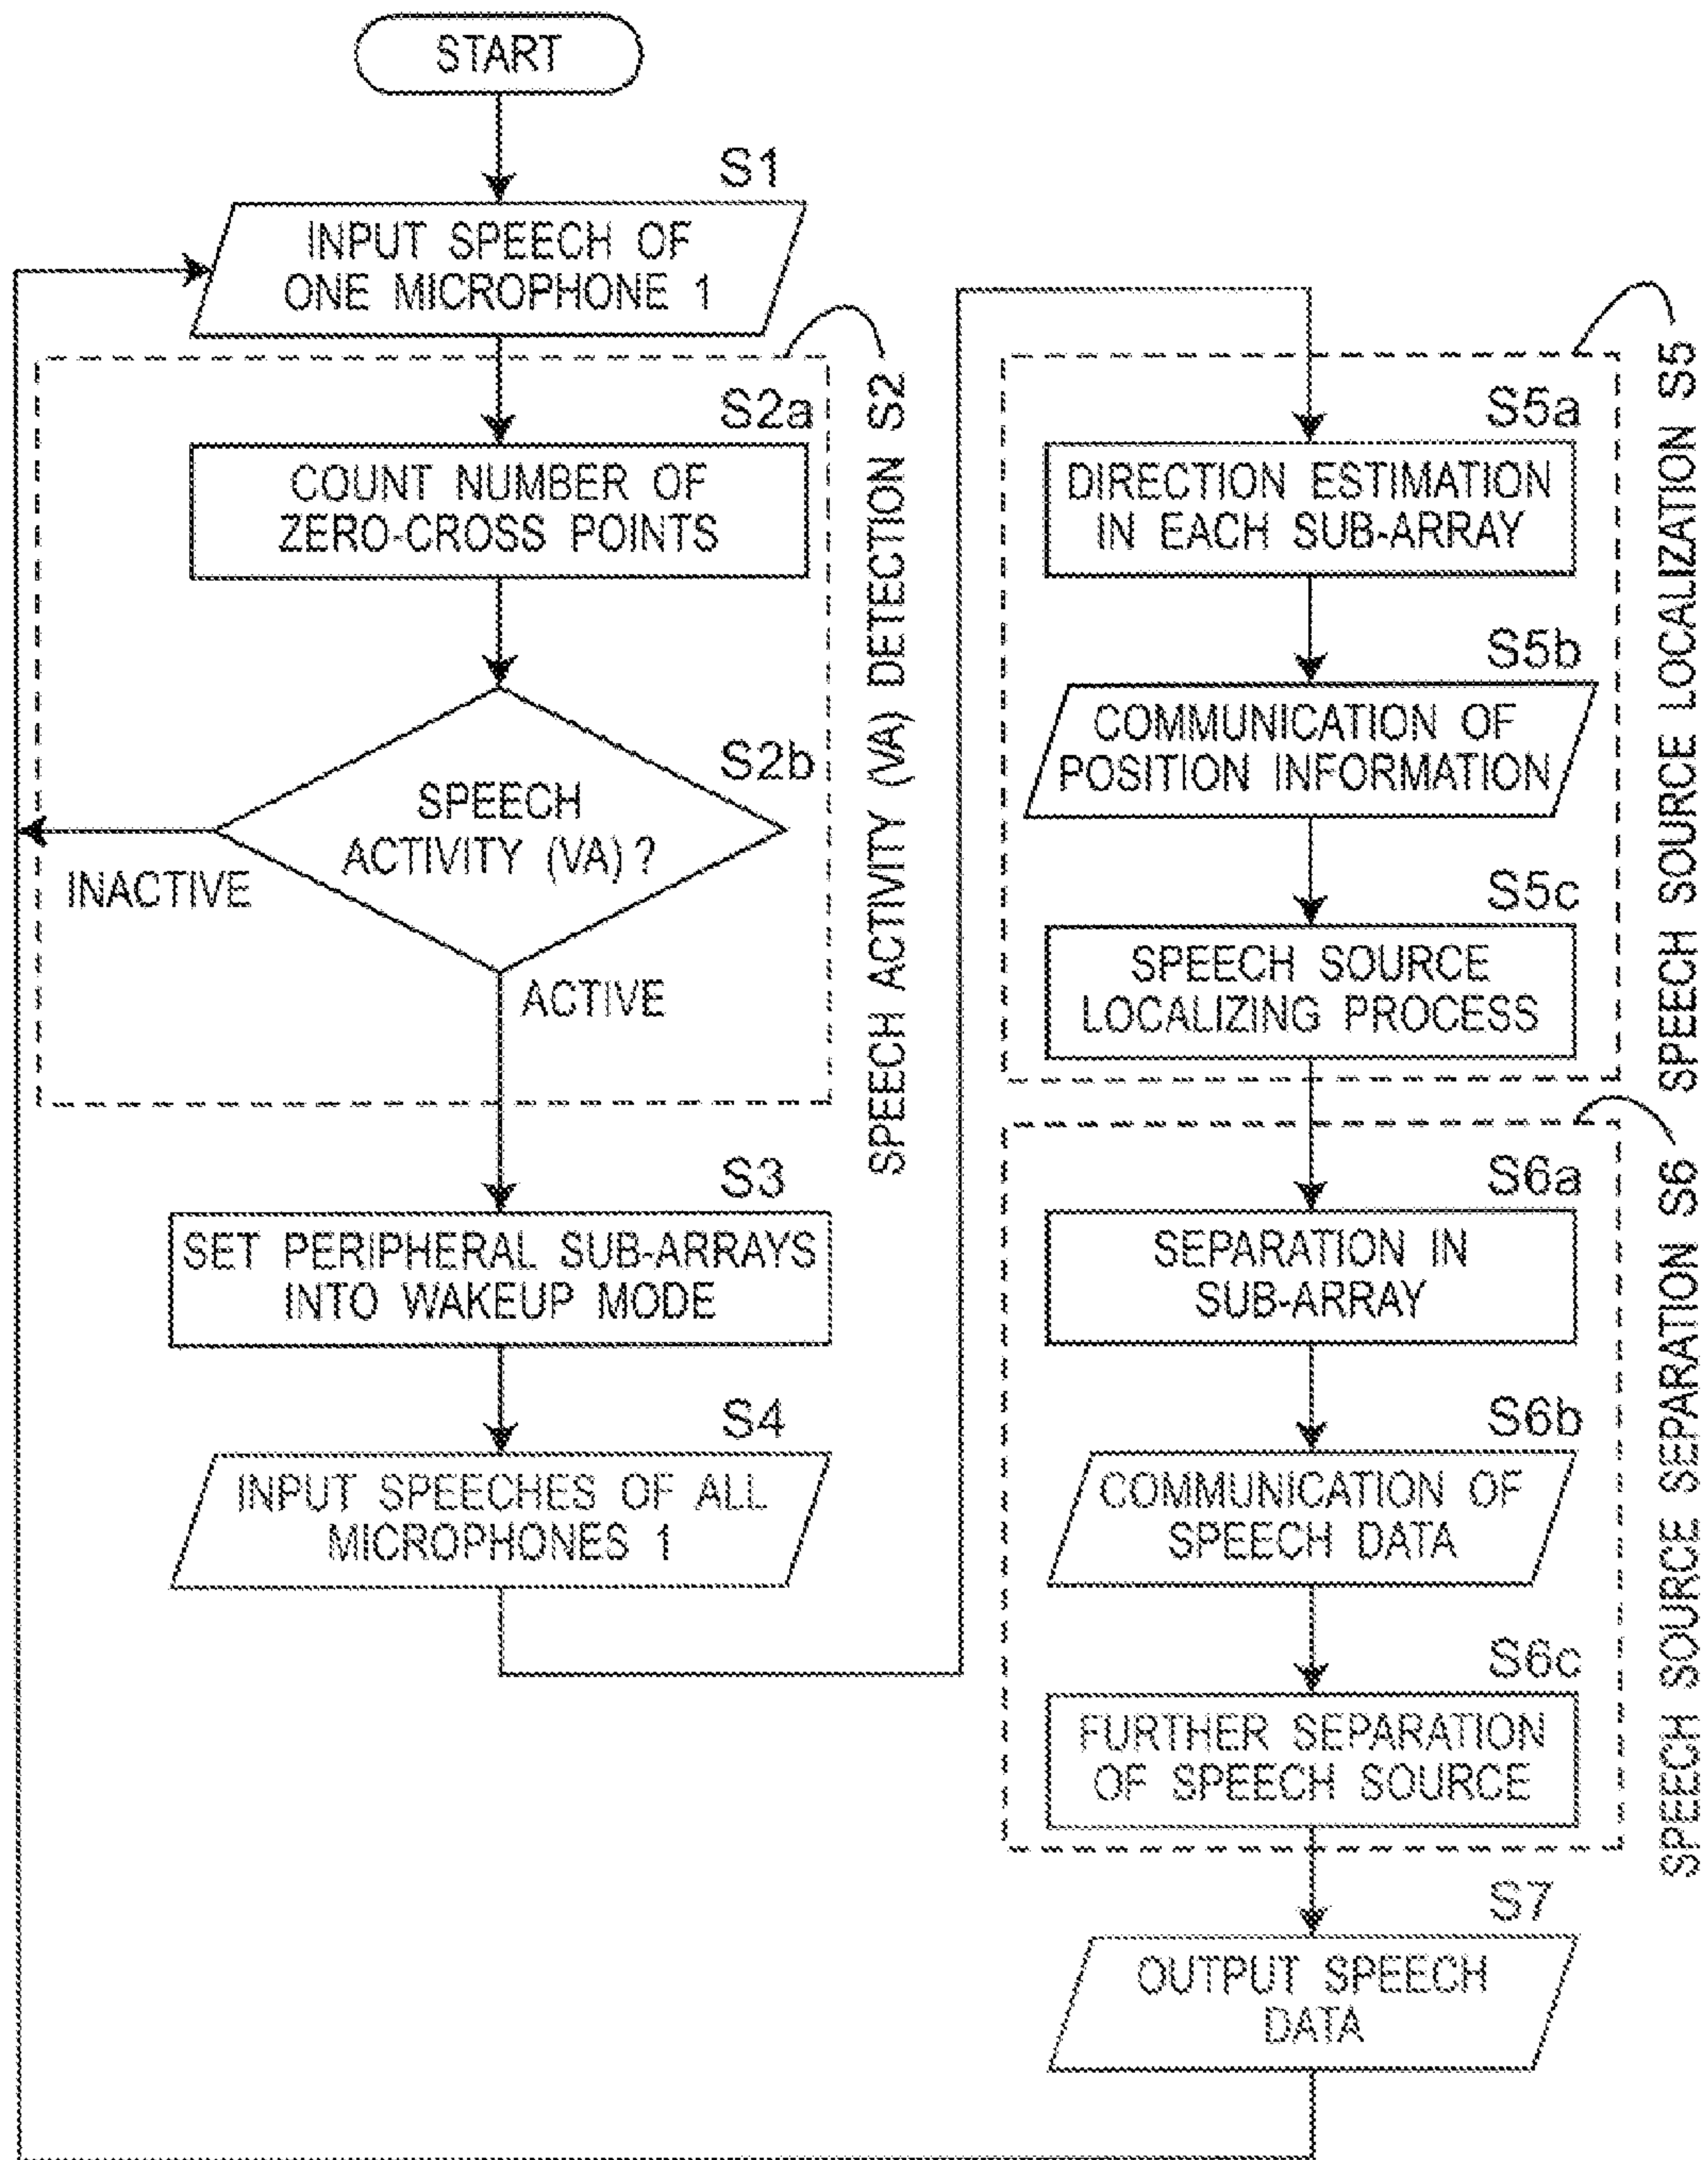 START
S1
INPUT SPEECH OF
ONE MICROPHONE 1
S2a
COUNT NUMBER OF
ZERO-CROSS POINTS
S2b
SPEECH
ACTIVITY (VA) ?
INACTIVE
ACTIVE
SPEECH ACTIVITY (VA) DETECTION S2
S3
SET PERIPHERAL SUB-ARRAYS
INTO WAKEUP MODE
S4
INPUT SPEECHES OF ALL
MICROPHONES 1
S5a
DIRECTION ESTIMATION
IN EACH SUB-ARRAY
S5b
COMMUNICATION OF
POSITION INFORMATION
S5c
SPEECH SOURCE
LOCALIZING PROCESS
SPEECH SOURCE LOCALIZATION S5
S6a
SEPARATION IN
SUB-ARRAY
S6b
COMMUNICATION OF
SPEECH DATA
S6c
FURTHER SEPARATION
OF SPEECH SOURCE
SPEECH SOURCE SEPARATION S6
S7
OUTPUT SPEECH
DATA